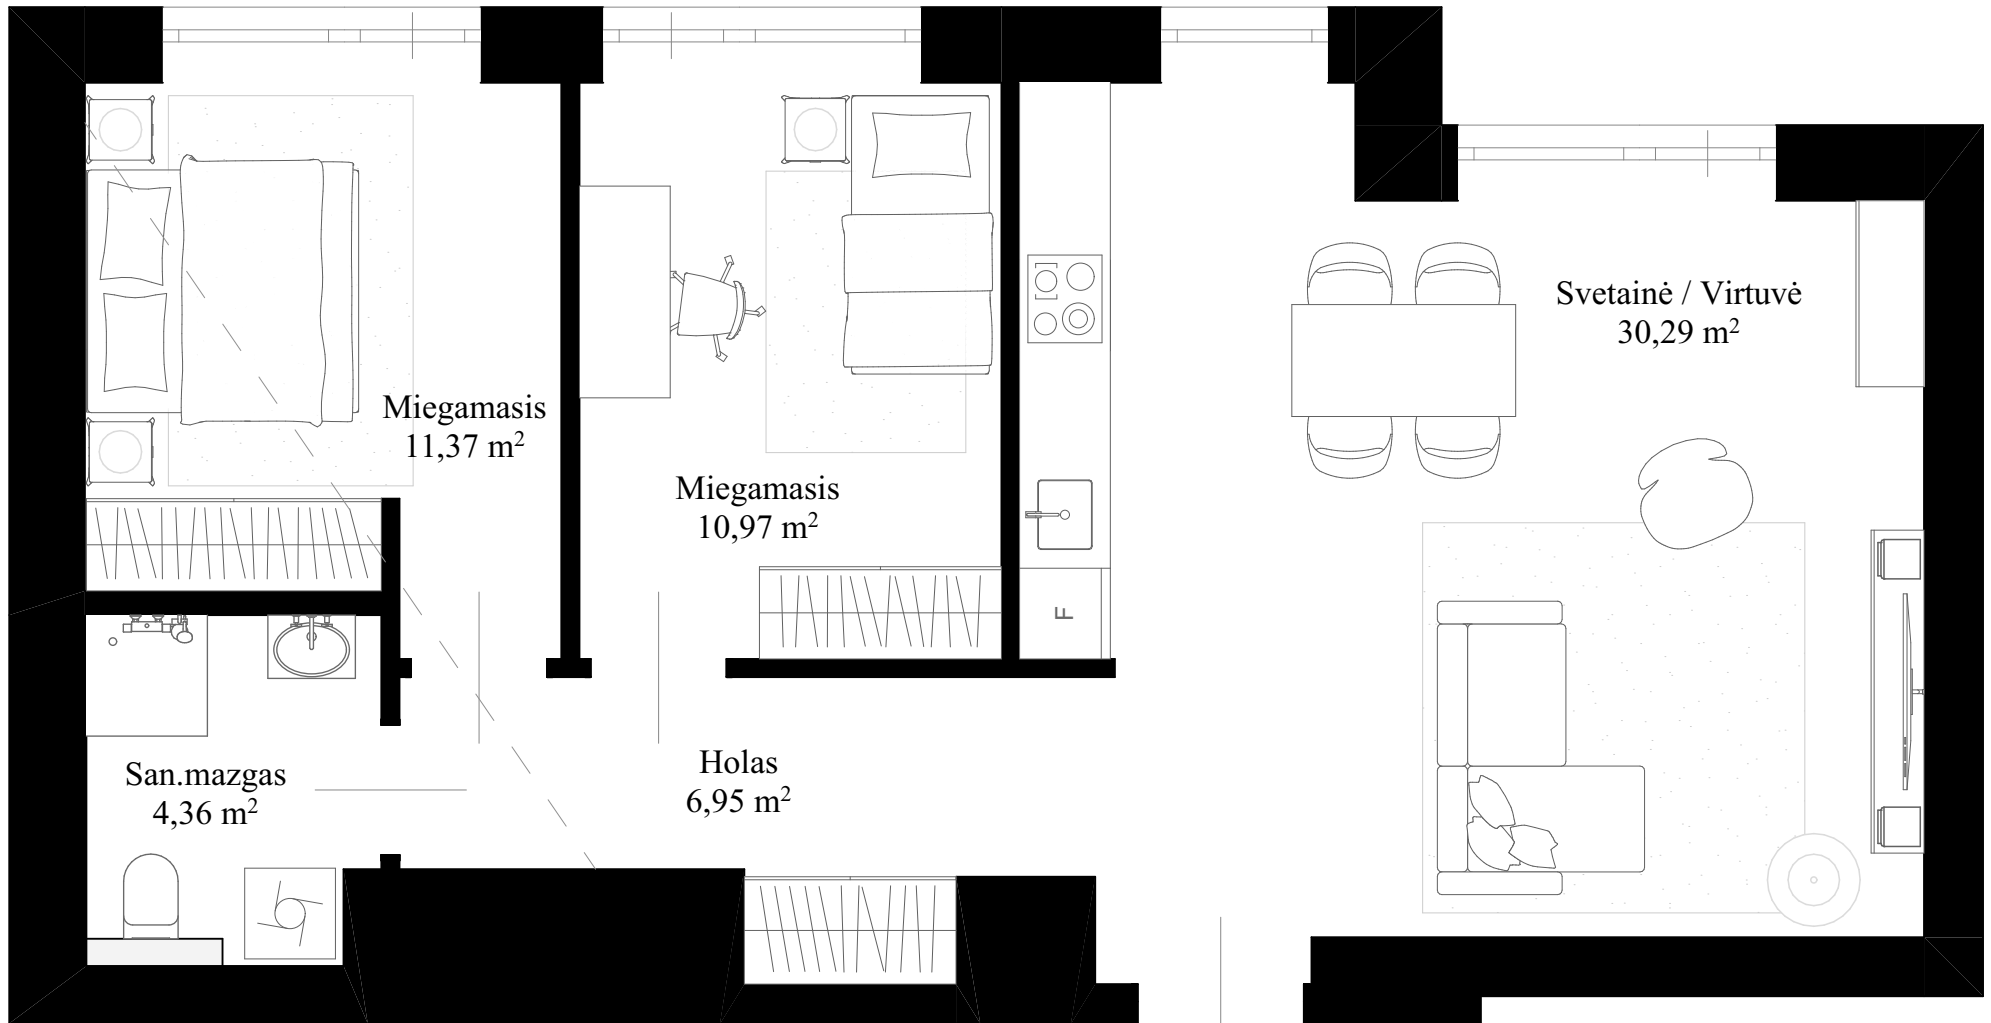 Svetainė / Virtuvė
30,29 m²
Miegamasis
11,37 m²
Miegamasis
10,97 m²
F
Holas
6,95 m²
San.mazgas
4,36 m²